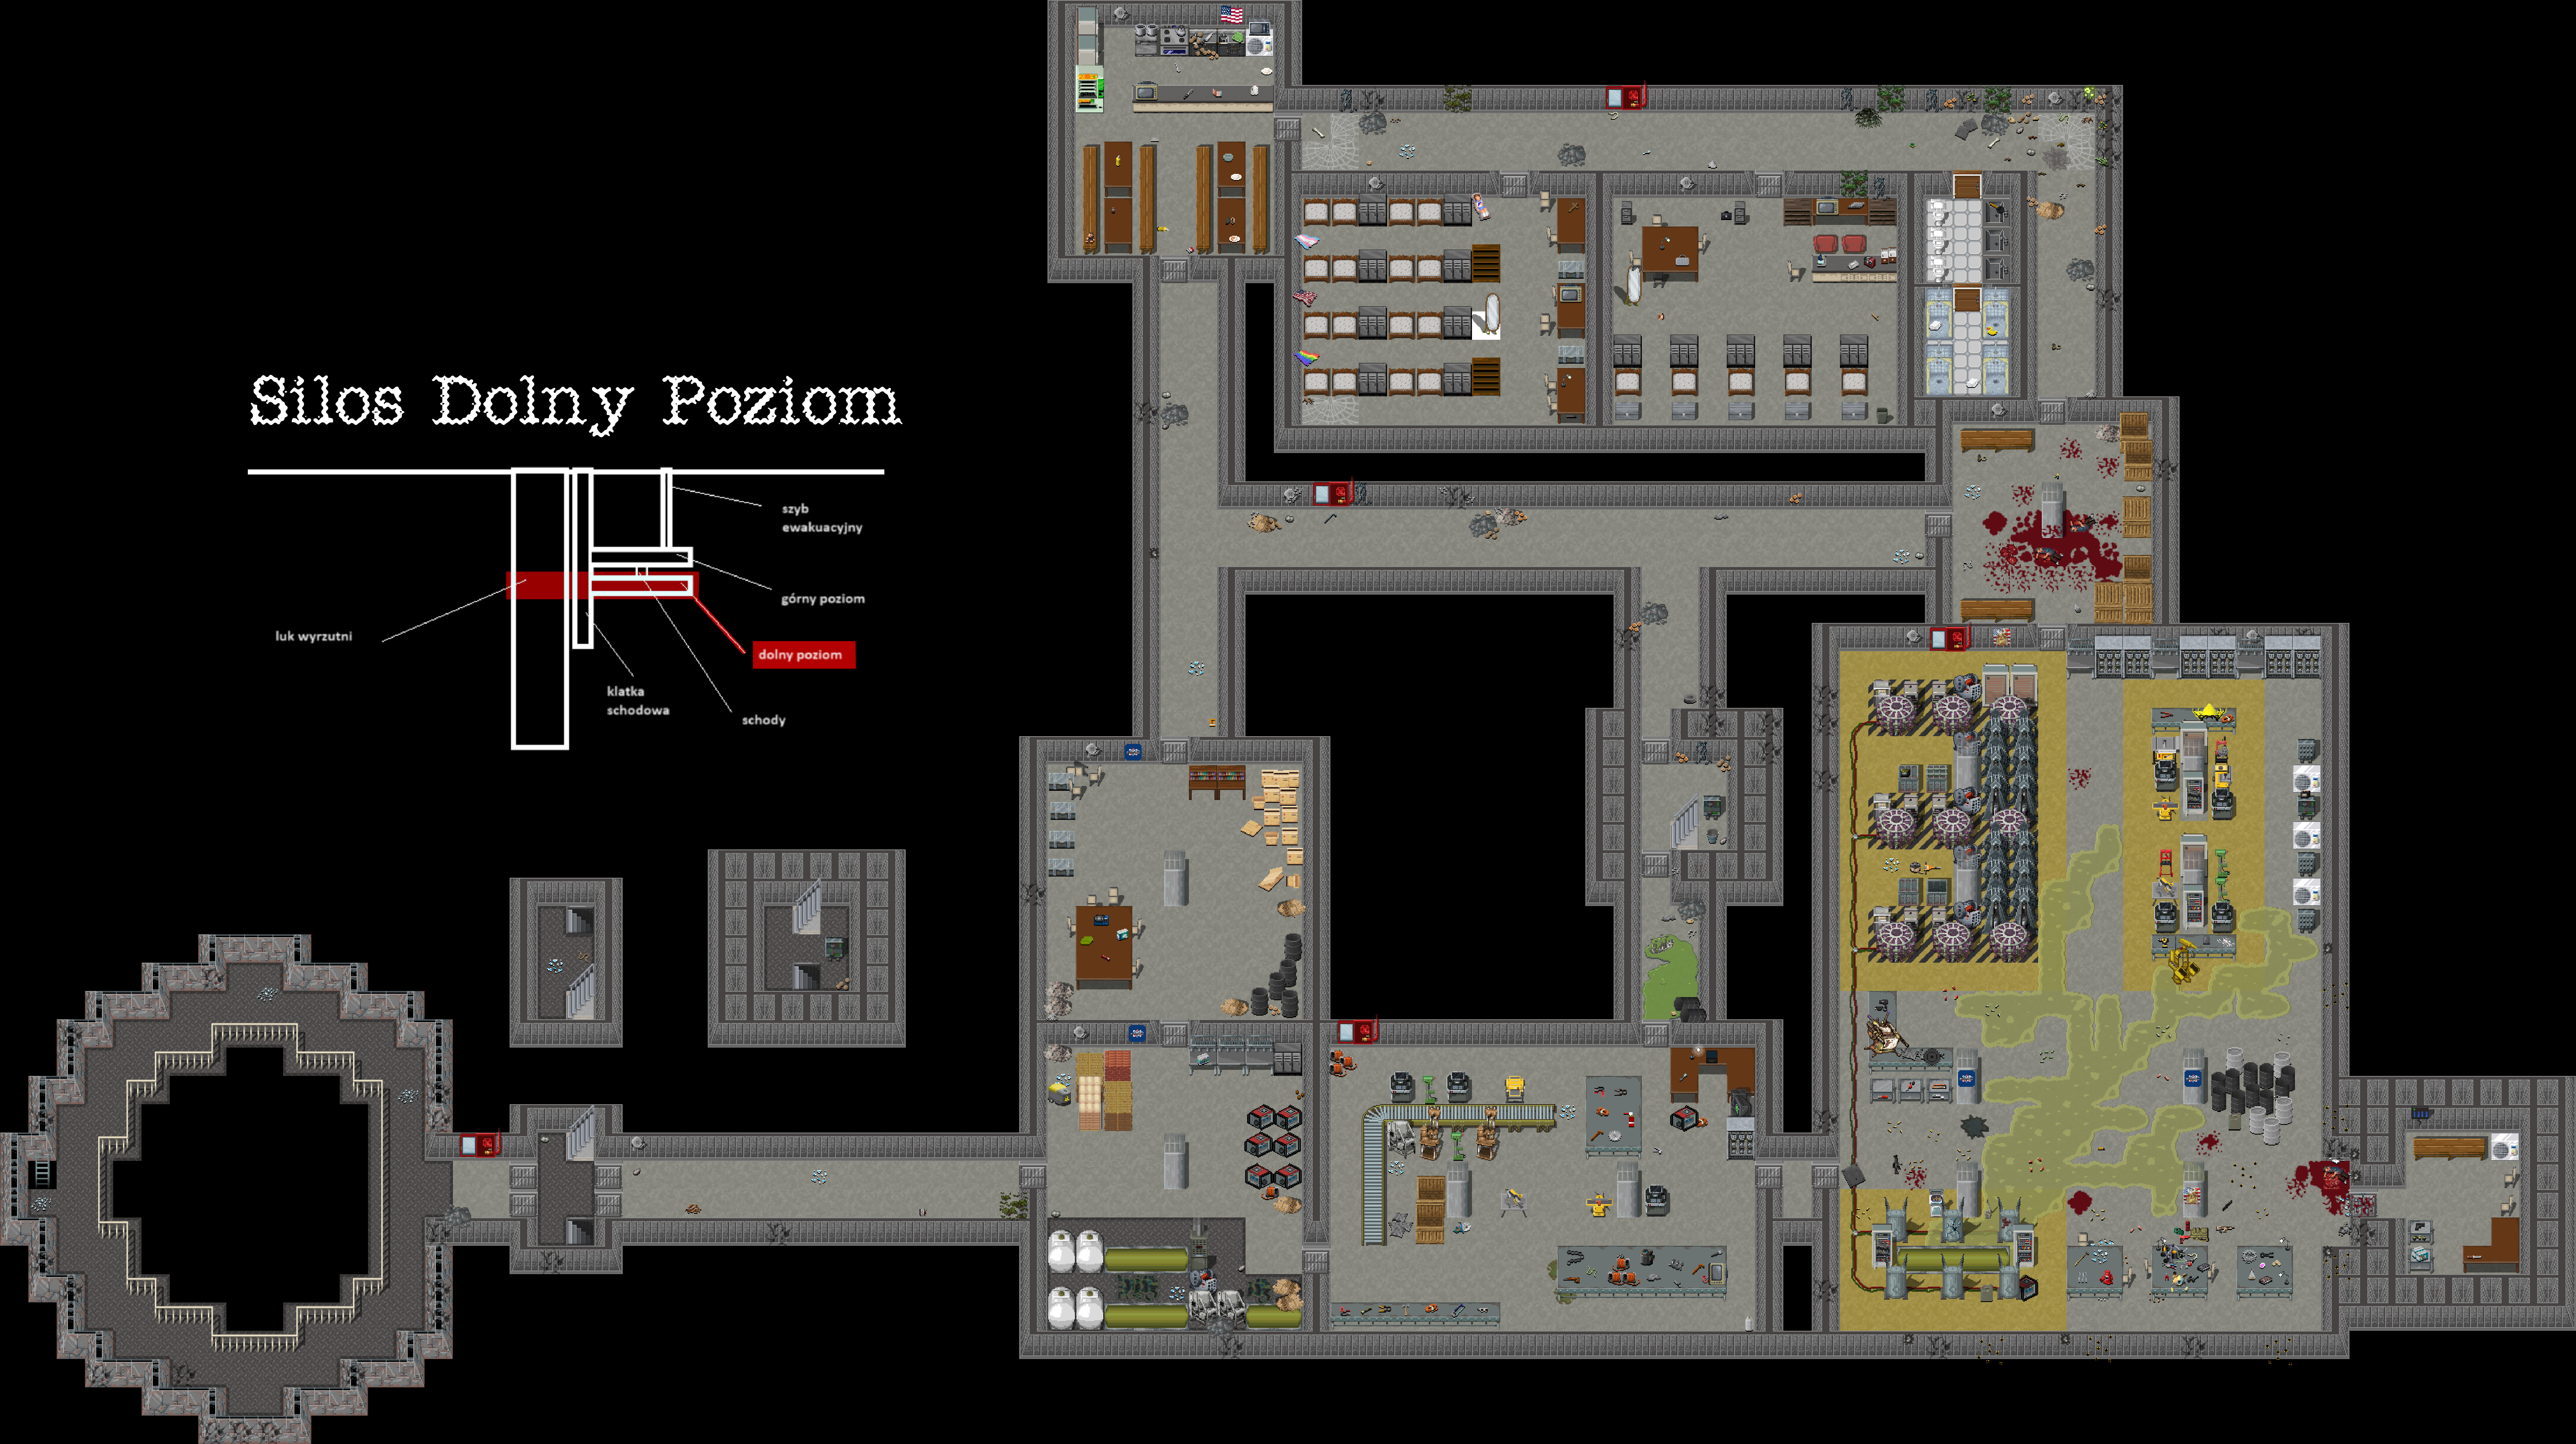 Silos Dolny Poziom
szyb
ewakuacyjny
górny poziom
luk wyrzutni
dolny poziom
klatka
schodowa
schody